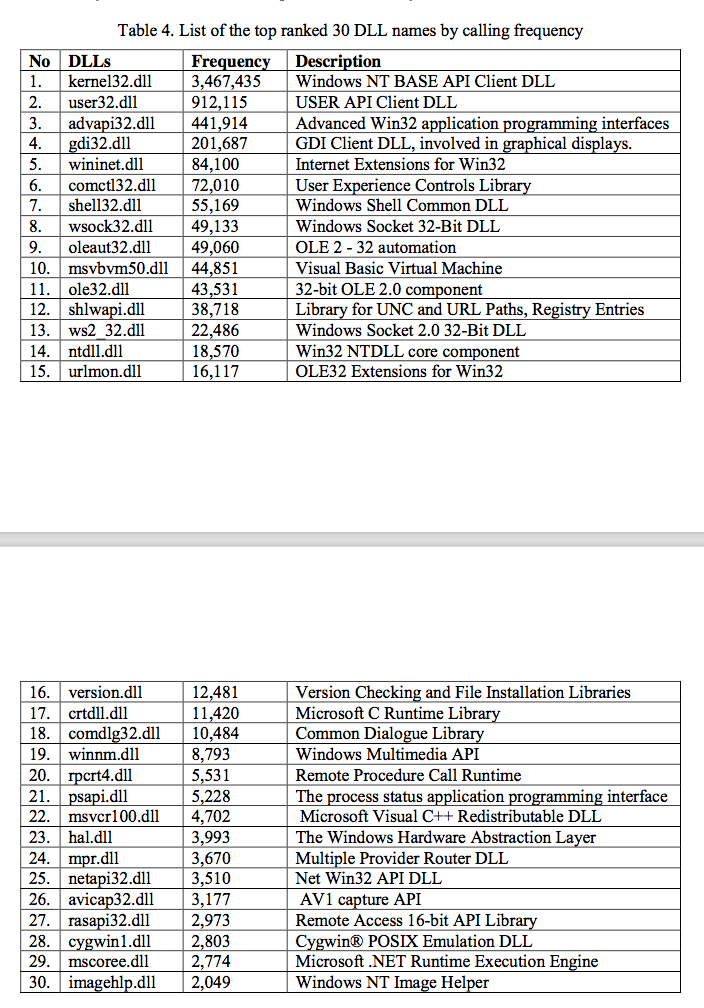 Table 4. List of the top ranked 30 DLL names by calling frequency
No DLLs Frequency Description
1. kernel32.dll 3,467,435 Windows NT BASE API Client DLL
2. user32.dll 912,115 USER API Client DLL
3. advapi32.dll 441,914 Advanced Win32 application programming interfaces
4. gdi32.dll 201,687 GDI Client DLL, involved in graphical displays.
5. wininet.dll 84,100 Internet Extensions for Win32
6. comctl32.dll 72,010 User Experience Controls Library
7. shell32.dll 55,169 Windows Shell Common DLL
8. wsock32.dll 49,133 Windows Socket 32-Bit DLL
9. oleaut32.dll 49,060 OLE 2 - 32 automation
10. msvbvm50.dll 44,851 Visual Basic Virtual Machine
11. ole32.dll 43,531 32-bit OLE 2.0 component
12. shlwapi.dll 38,718 Library for UNC and URL Paths, Registry Entries
13. ws2_32.dll 22,486 Windows Socket 2.0 32-Bit DLL
14. ntdll.dll 18,570 Win32 NTDLL core component
15. urlmon.dll 16,117 OLE32 Extensions for Win32
16. version.dll 12,481 Version Checking and File Installation Libraries
17. crtdll.dll 11,420 Microsoft C Runtime Library
18. comdlg32.dll 10,484 Common Dialogue Library
19. winnm.dll 8,793 Windows Multimedia API
20. rpcrt4.dll 5,531 Remote Procedure Call Runtime
21. psapi.dll 5,228 The process status application programming interface
22. msvcr100.dll 4,702 Microsoft Visual C++ Redistributable DLL
23. hal.dll 3,993 The Windows Hardware Abstraction Layer
24. mpr.dll 3,670 Multiple Provider Router DLL
25. netapi32.dll 3,510 Net Win32 API DLL
26. avicap32.dll 3,177 AV1 capture API
27. rasapi32.dll 2,973 Remote Access 16-bit API Library
28. cygwin1.dll 2,803 Cygwin® POSIX Emulation DLL
29. mscoree.dll 2,774 Microsoft .NET Runtime Execution Engine
30. imagehlp.dll 2,049 Windows NT Image Helper